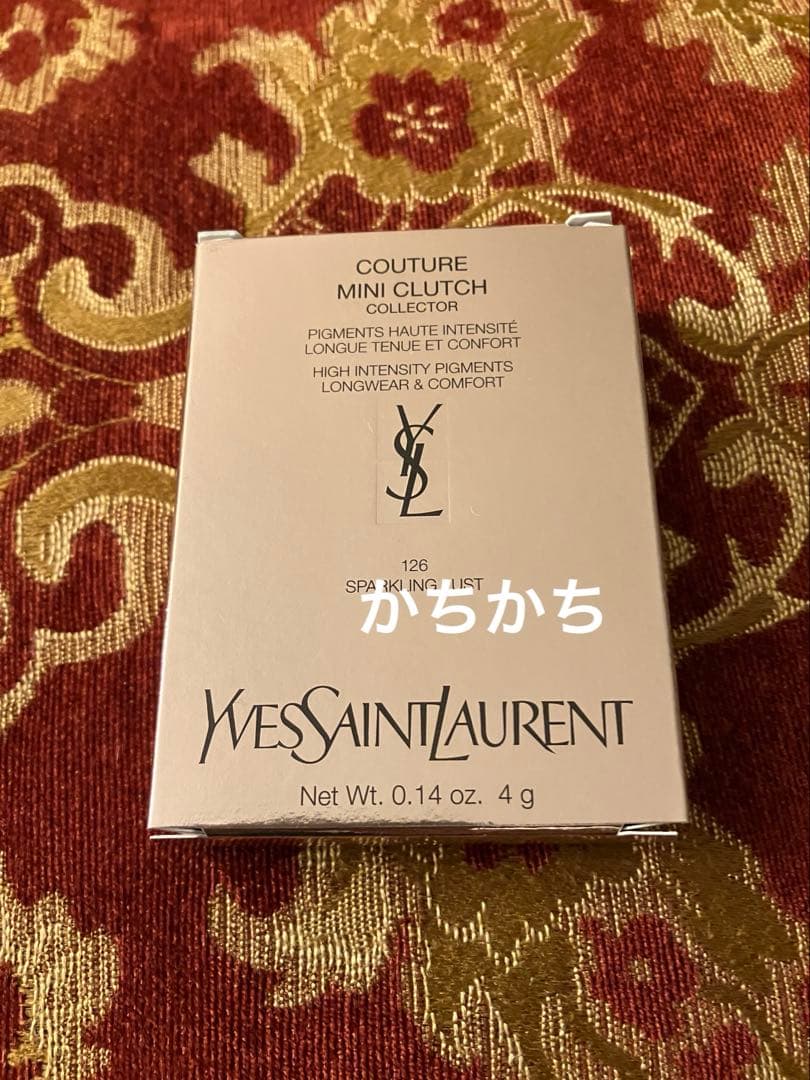 COUTURE
MINI CLUTCH
COLLECTOR
PIGMENTS HAUTE INTENSITÉ
LONGUE TENUE ET CONFORT
HIGH INTENSITY PIGMENTS
LONGWEAR & COMFORT
YSL
126
SPARKLING
かちかち
YVESSAINTLAURENT
Net Wt. 0.14 oz. 4 g